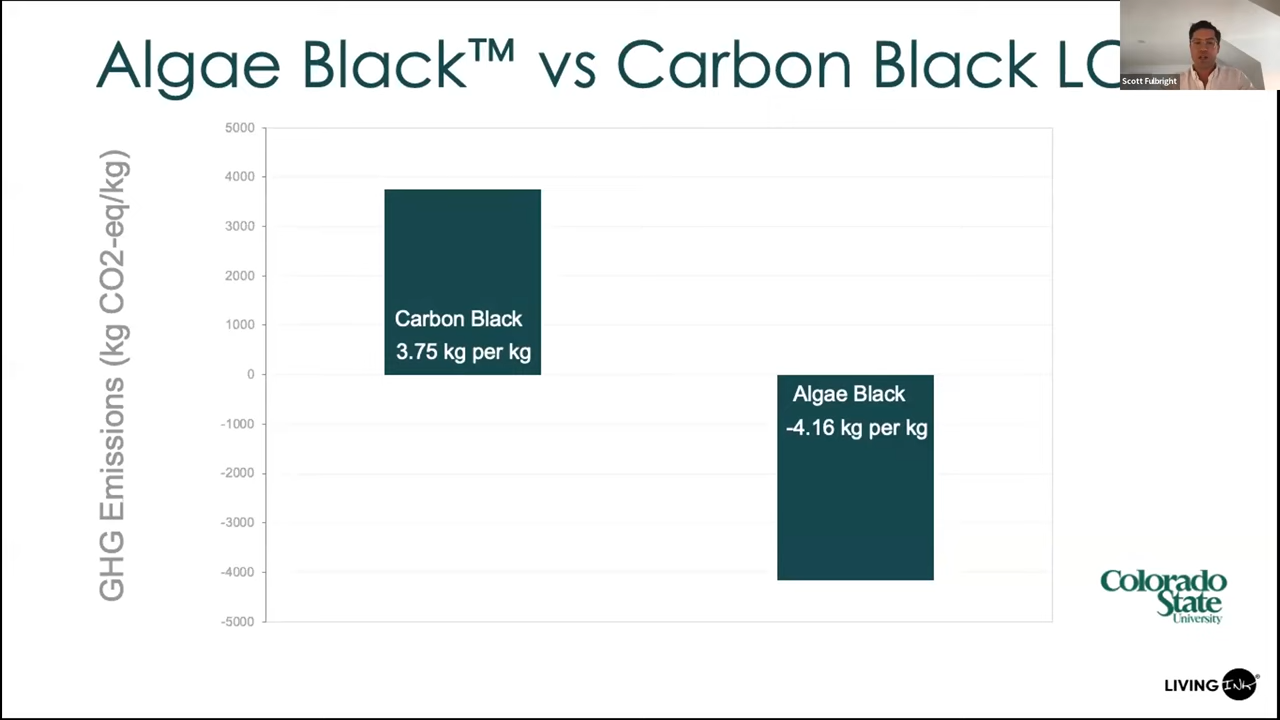 Algae Black™ vs Carbon Black LC
Scott Fulbright
GHG Emissions (kg CO2-eq/kg)
5000
4000
3000
2000
1000
0
-1000
-2000
-3000
-4000
-5000
Carbon Black
3.75 kg per kg
Algae Black
-4.16 kg per kg
Colorado
State
University
LIVING INK